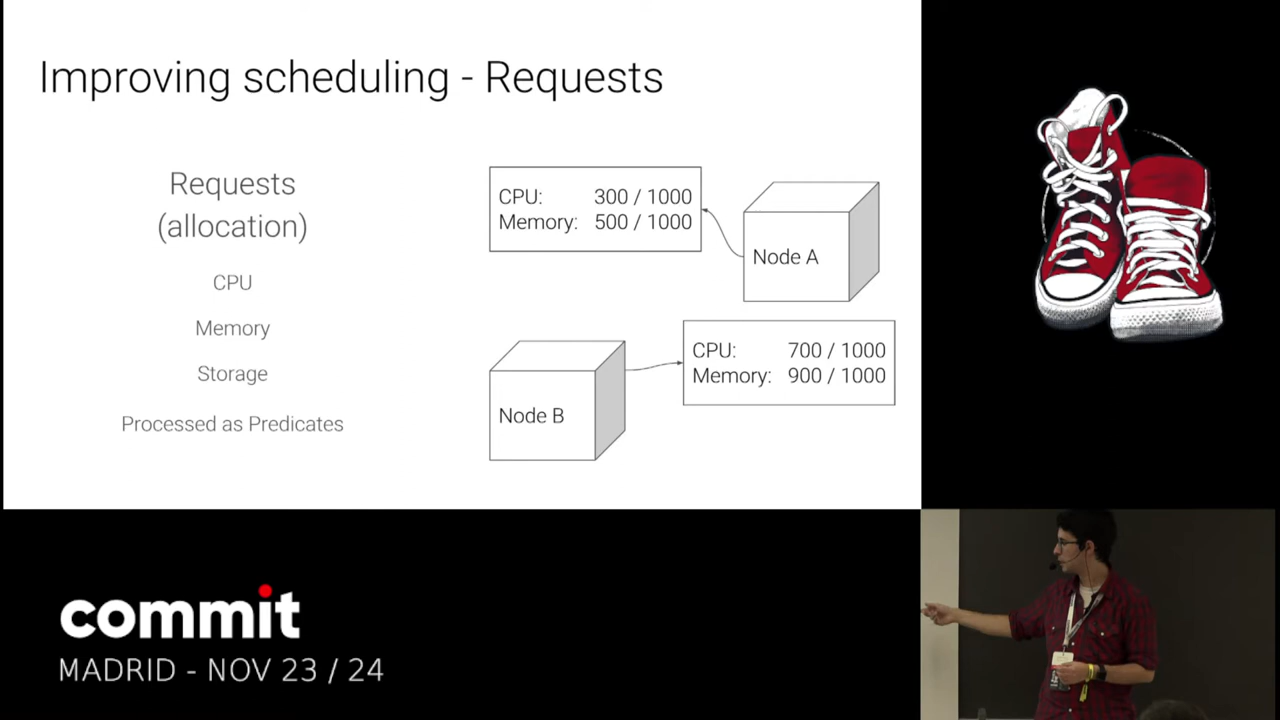 Improving scheduling - Requests
Requests
(allocation)
CPU
Memory
Storage
Processed as Predicates
CPU: 300 / 1000
Memory: 500 / 1000
Node A
CPU: 700 / 1000
Memory: 900 / 1000
Node B
commit
MADRID - NOV 23 / 24